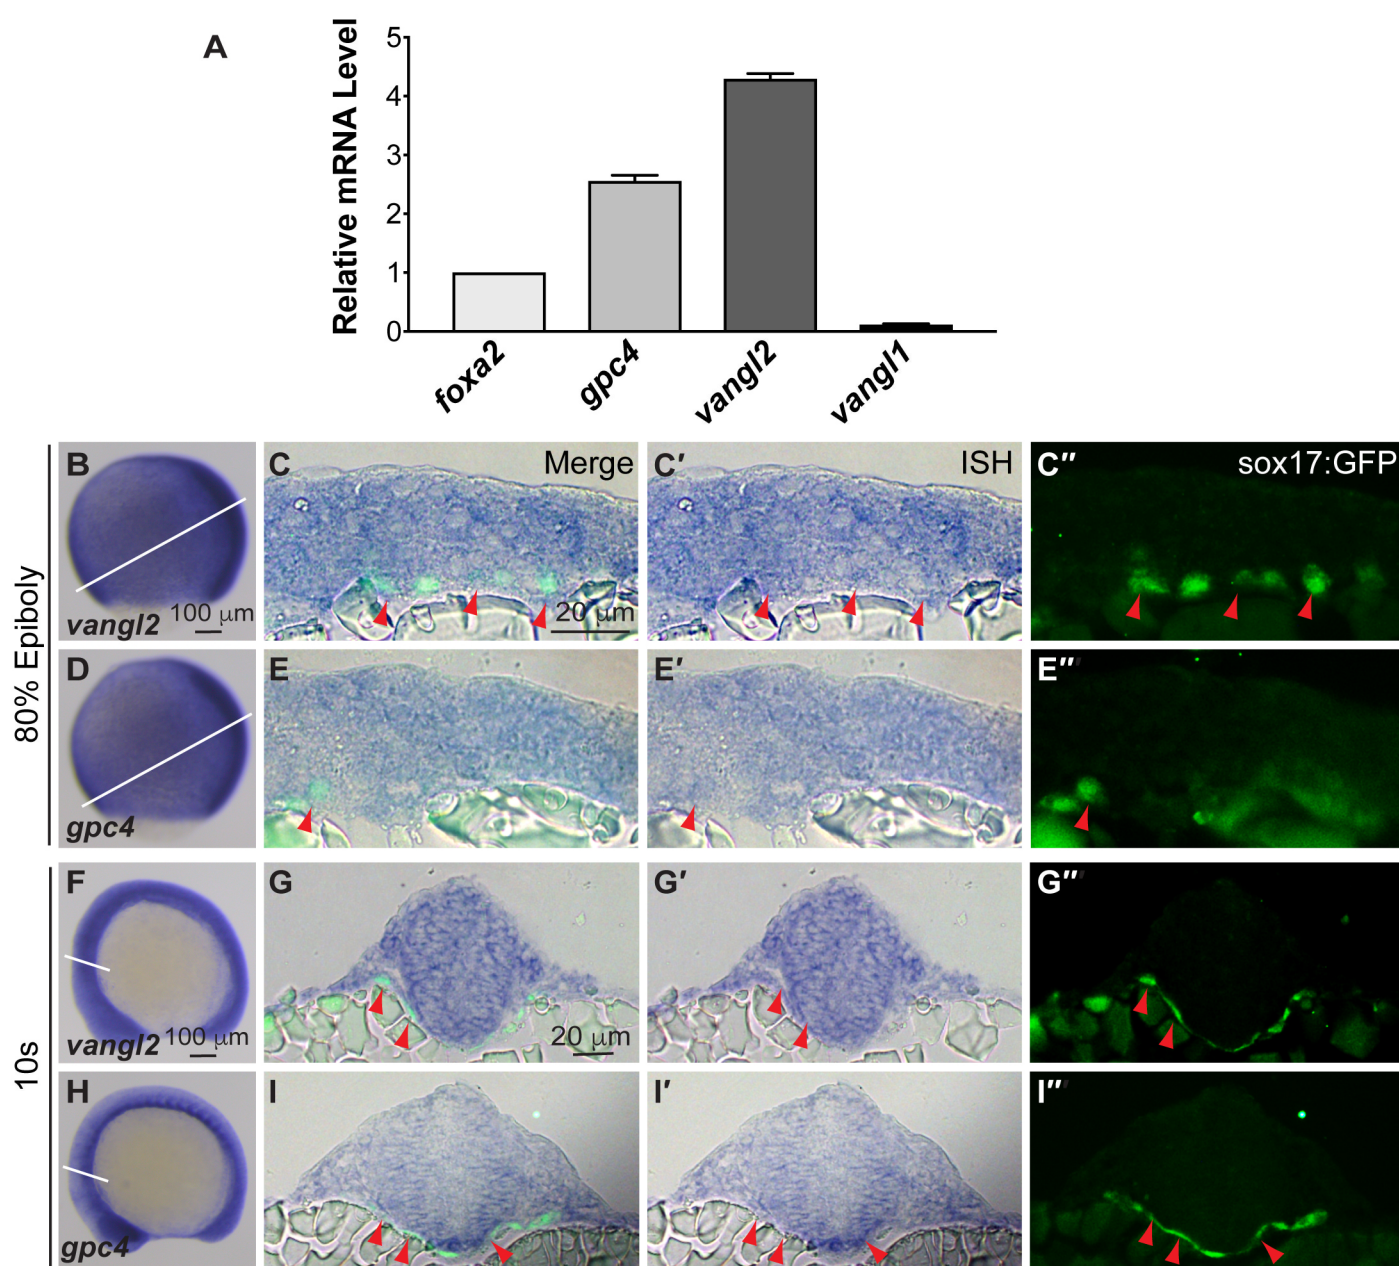 A
Relative mRNA Level
5
4
3
2
1
0
foxa2
gpc4
vangl2
vangl1
80% Epiboly
B
vangl2
100 μm
C
Merge
20 μm
C′
ISH
C″
sox17:GFP
D
gpc4
E
E′
E″
10s
F
vangl2
100 μm
G
20 μm
G′
G″
H
gpc4
I
I′
I″